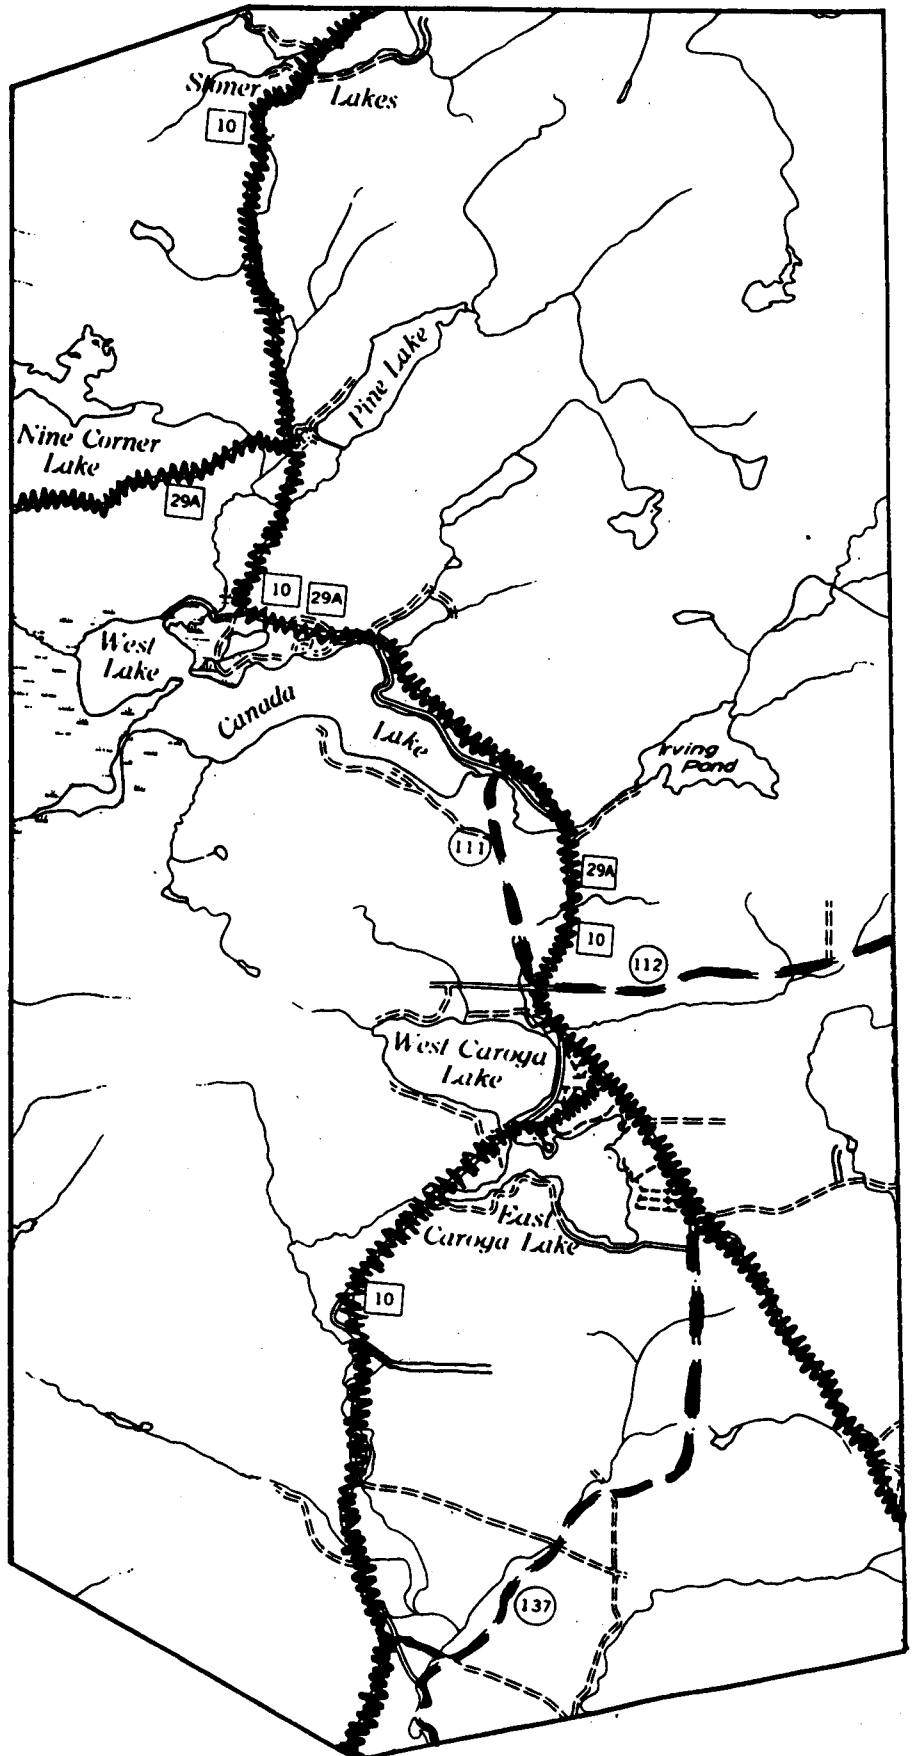 Stoner Lakes
10
Pine Lake
Nine Corner
Lake
29A
10
29A
West
Lake
Canada Lake
Irving
Pond
111
29A
10
112
West Caroga
Lake
East
Caroga Lake
10
137